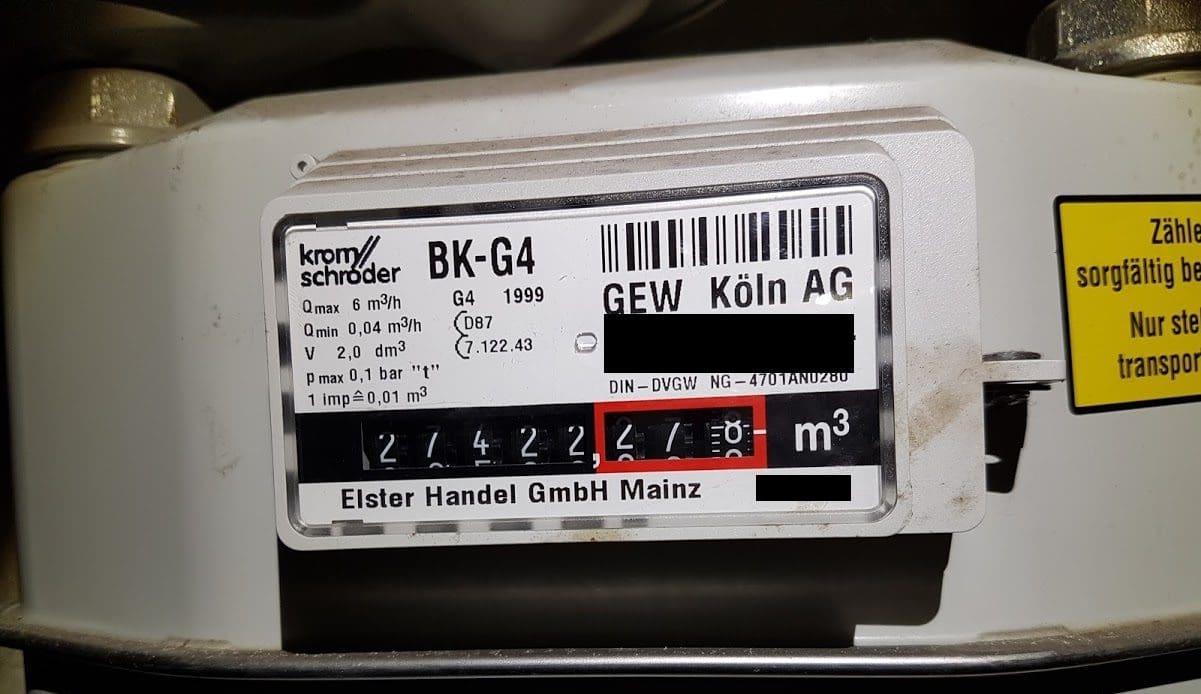 krom//
schröder
BK-G4
GEW Köln AG
Qmax 6 m³/h
G4 1999
Qmin 0,04 m³/h
D87
V 2,0 dm³
7.122.43
pmax 0,1 bar "t"
DIN-DVGW NG-4701AN0280
1 imp≙0,01 m³
27422,278 m³
Elster Handel GmbH Mainz
Zähle
sorgfältig be
Nur ste
transpor